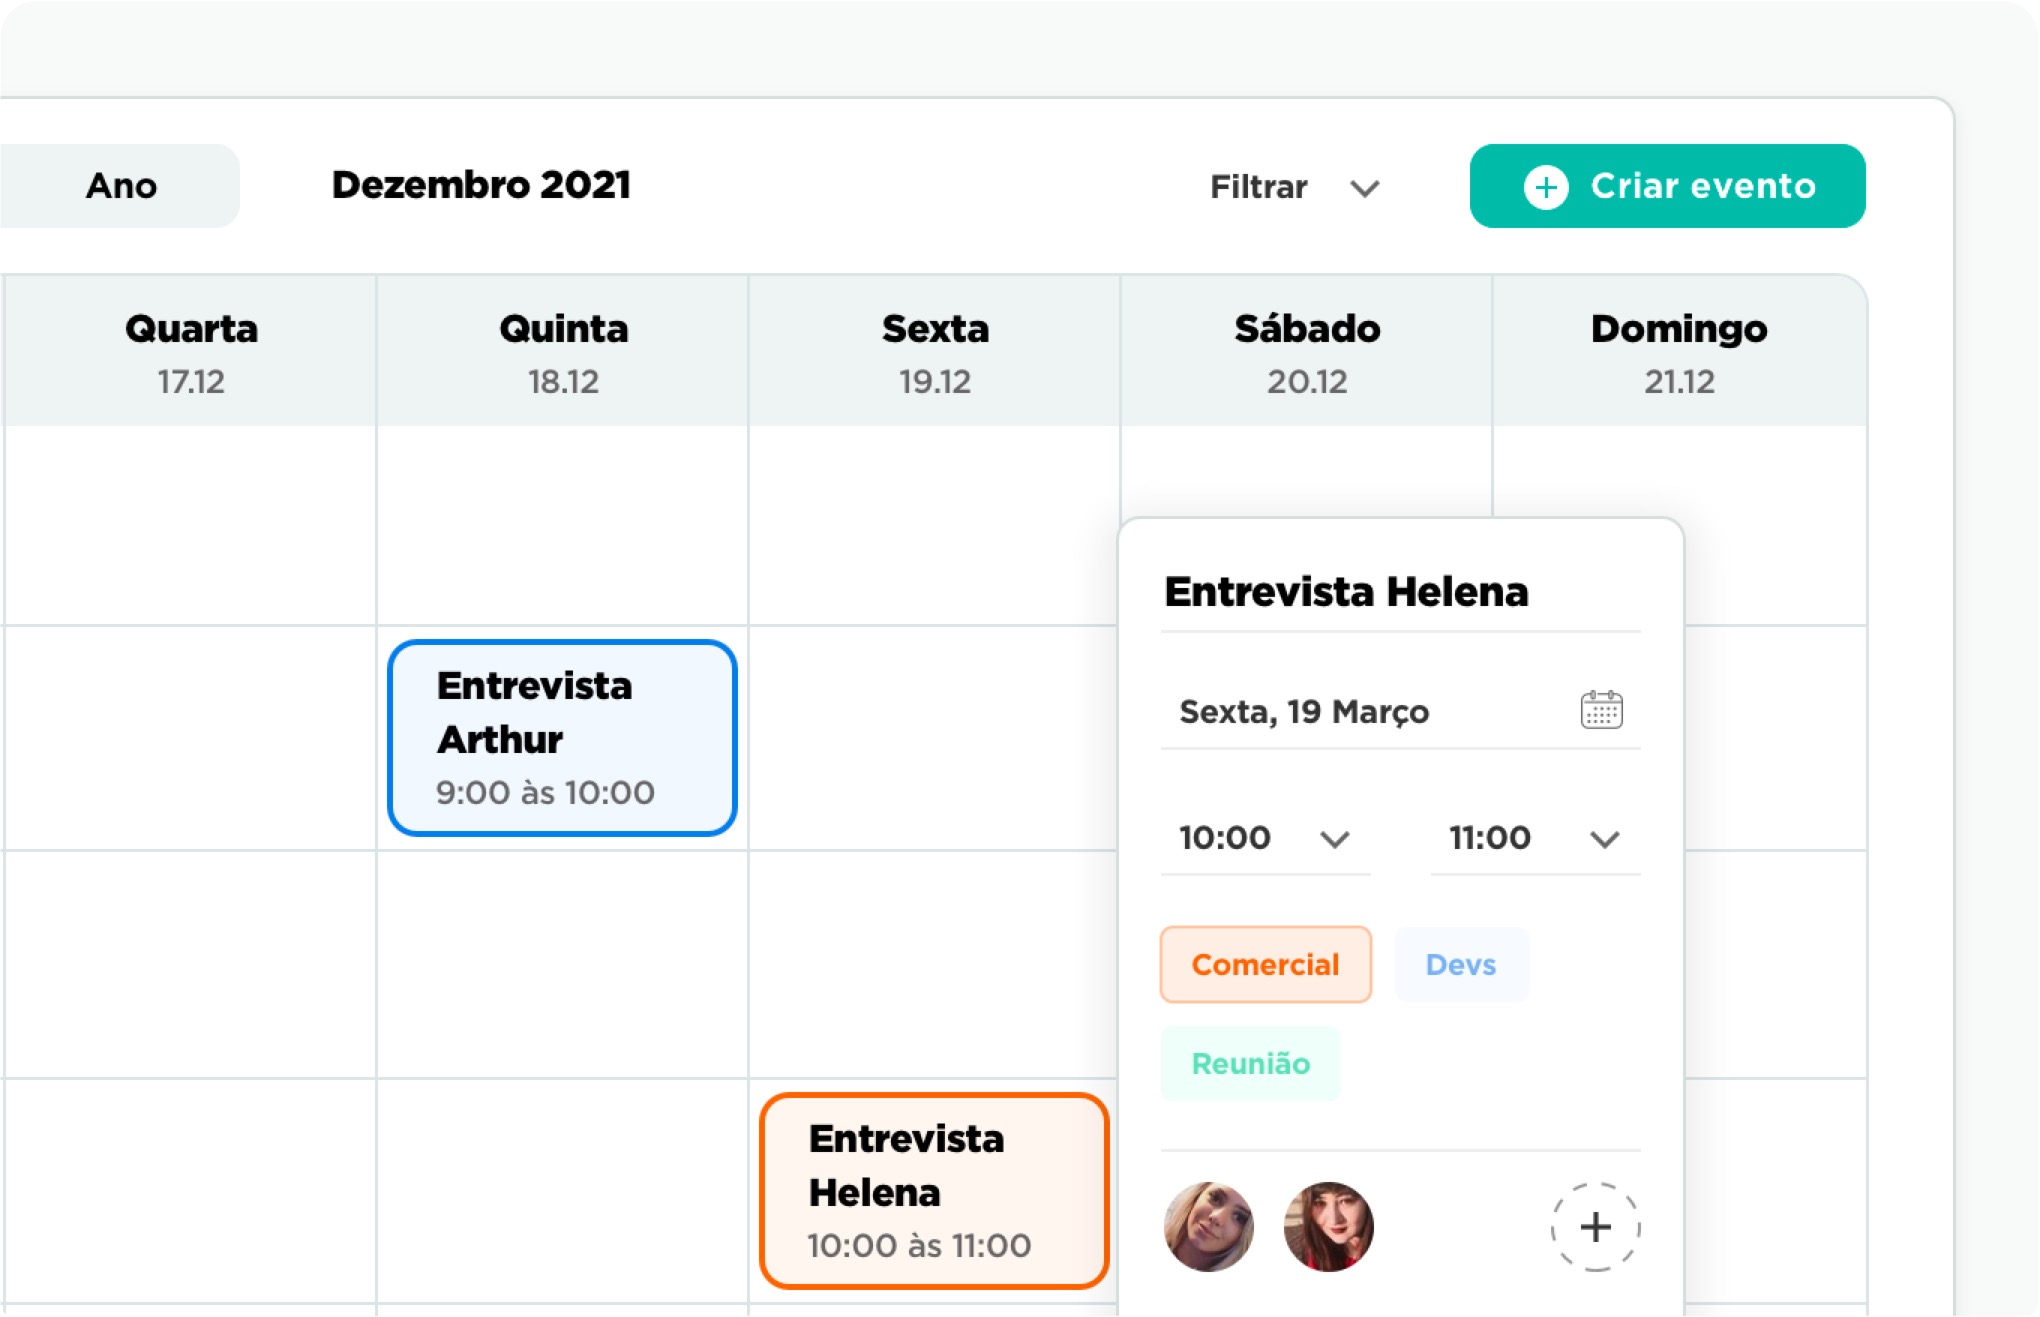 Ano
Dezembro 2021
Filtrar
Criar evento
Quarta
17.12
Quinta
18.12
Sexta
19.12
Sábado
20.12
Domingo
21.12
Entrevista
Arthur
9:00 às 10:00
Entrevista
Helena
10:00 às 11:00
Entrevista Helena
Sexta, 19 Março
10:00
11:00
Comercial
Devs
Reunião